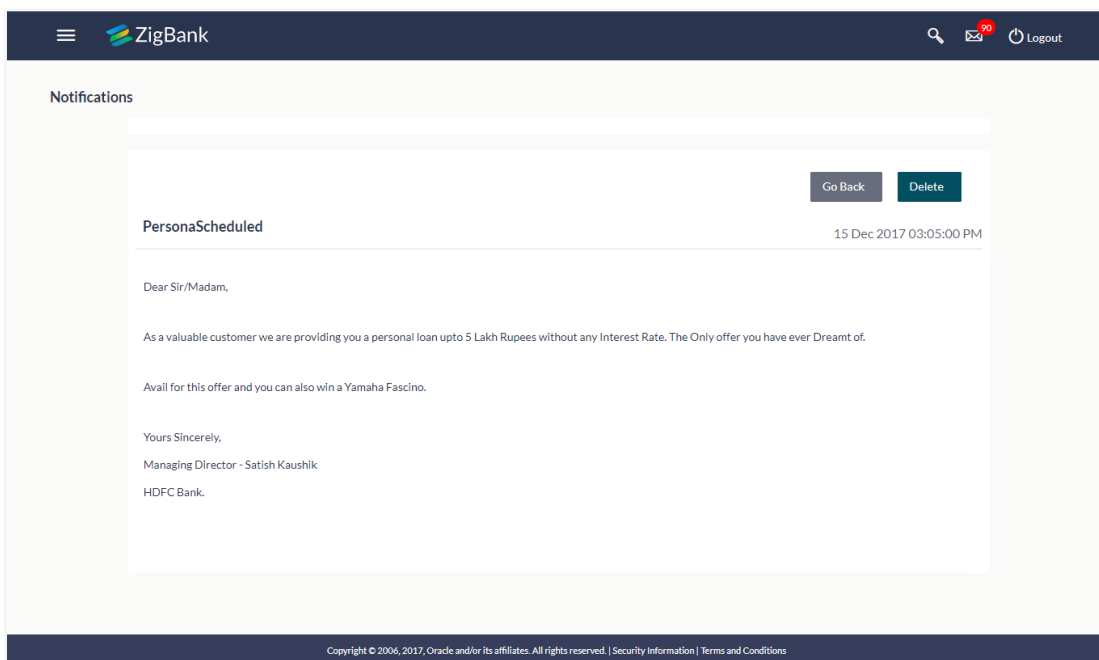 ZigBank
90
Logout
Notifications
Go Back
Delete
PersonaScheduled
15 Dec 2017 03:05:00 PM
Dear Sir/Madam,
As a valuable customer we are providing you a personal loan upto 5 Lakh Rupees without any Interest Rate. The Only offer you have ever Dreamt of.
Avail for this offer and you can also win a Yamaha Fascino.
Yours Sincerely,
Managing Director - Satish Kaushik
HDFC Bank.
Copyright © 2006, 2017, Oracle and/or its affiliates. All rights reserved. | Security Information | Terms and Conditions